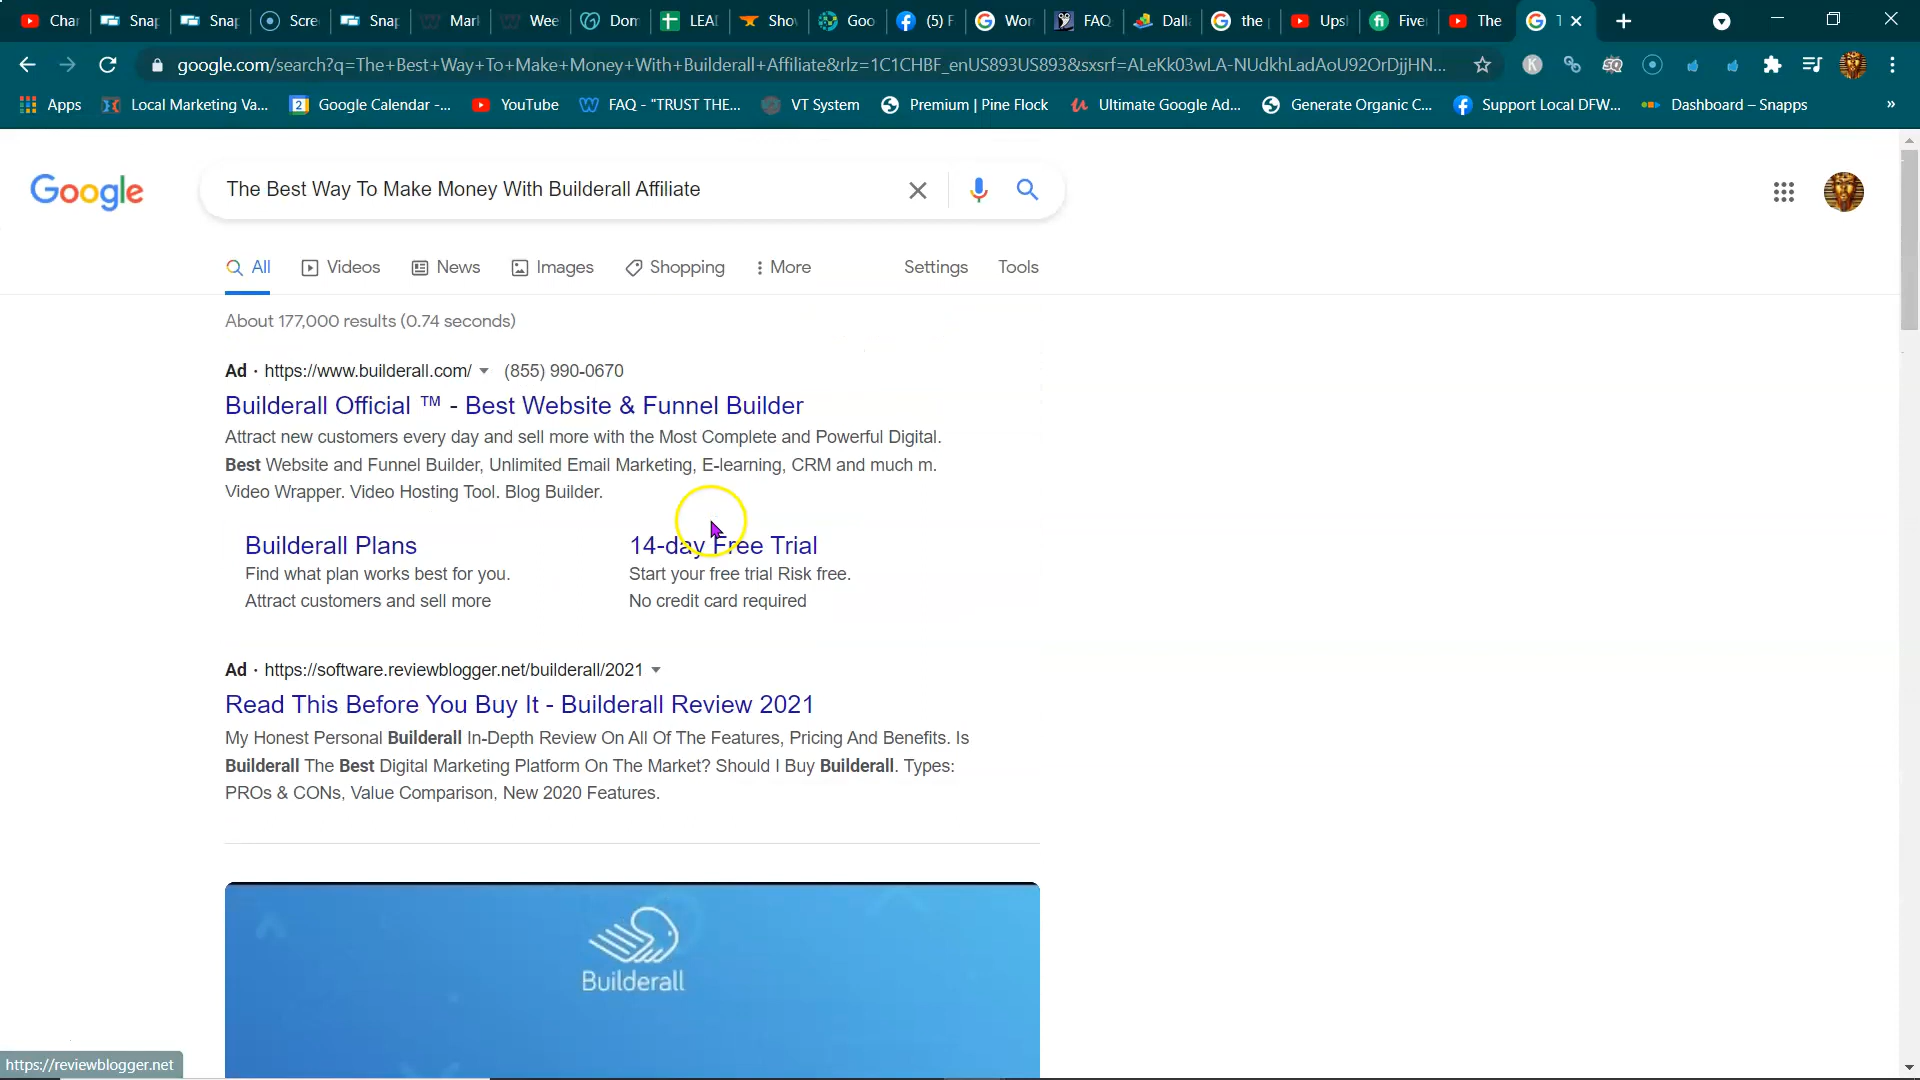 Char
Snap
Snap
Scre
Snap
Mark
Wee
Dom
LEA
Sho
Goo
(5) F
Wor
FAQ
Dalla
the
Ups
Five
The
T
google.com/search?q=The+Best+Way+To+Make+Money+With+Builderall+Affiliate&rlz=1C1CHBF_enUS893US893&sxsrf=ALeKk03wLA-NUdkhLadAoU92OrDjjHN...
Apps
Local Marketing Va...
Google Calendar -...
YouTube
FAQ - "TRUST THE...
VT System
Premium | Pine Flock
Ultimate Google Ad...
Generate Organic C...
Support Local DFW...
Dashboard – Snapps
»
Google
The Best Way To Make Money With Builderall Affiliate
All
Videos
News
Images
Shopping
More
Settings
Tools
About 177,000 results (0.74 seconds)
Ad · https://www.builderall.com/ (855) 990-0670
Builderall Official ™ - Best Website & Funnel Builder
Attract new customers every day and sell more with the Most Complete and Powerful Digital.
Best Website and Funnel Builder, Unlimited Email Marketing, E-learning, CRM and much m.
Video Wrapper. Video Hosting Tool. Blog Builder.
Builderall Plans
Find what plan works best for you.
Attract customers and sell more
14-day Free Trial
Start your free trial Risk free.
No credit card required
Ad · https://software.reviewblogger.net/builderall/2021
Read This Before You Buy It - Builderall Review 2021
My Honest Personal Builderall In-Depth Review On All Of The Features, Pricing And Benefits. Is
Builderall The Best Digital Marketing Platform On The Market? Should I Buy Builderall. Types:
PROs & CONs, Value Comparison, New 2020 Features.
Builderall
https://reviewblogger.net